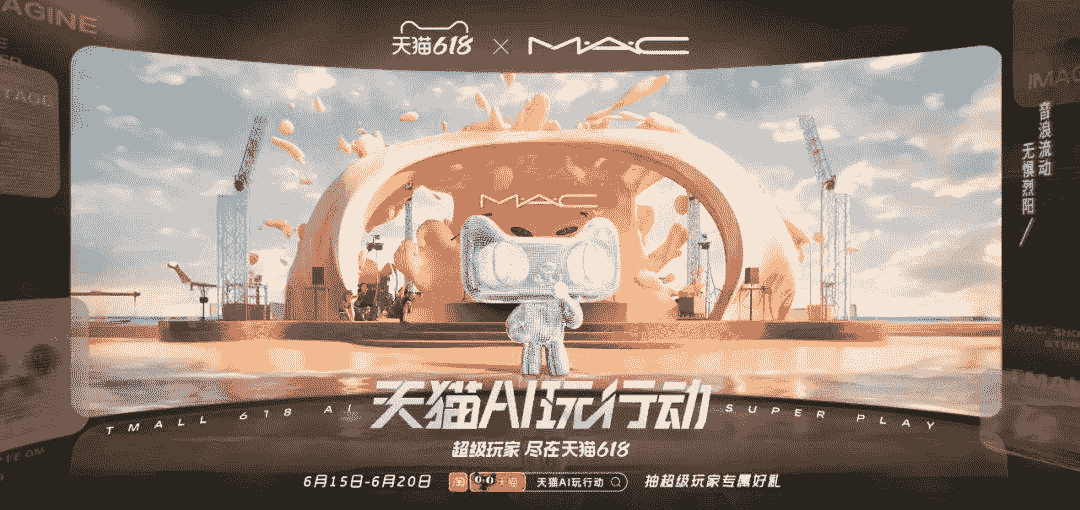 天猫618 × M·A·C
MAC
音浪流动
无惧烈阳
TMALL 618 AI
天猫AI玩行动
SUPER PLAY
超级玩家 尽在天猫618
6月15日-6月20日
淘 天猫 天猫AI玩行动
抽超级玩家专属好礼